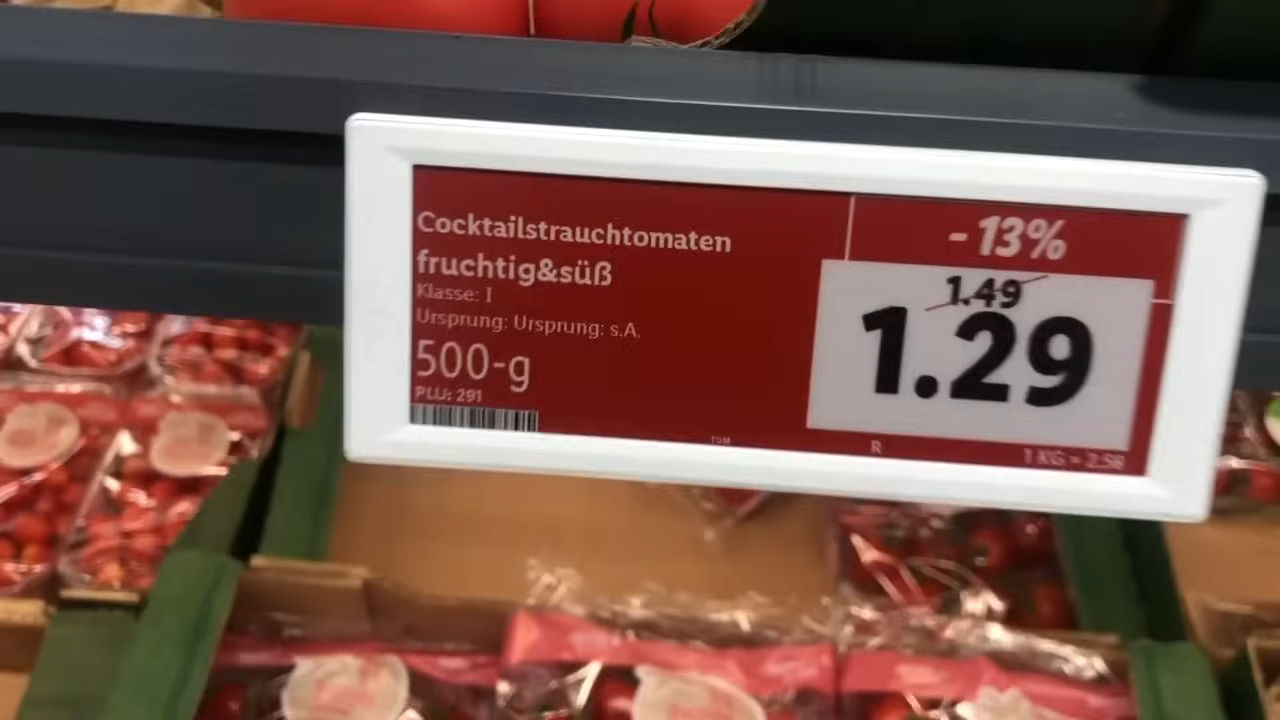 Cocktailstrauchtomaten
fruchtig&süß
Klasse: I
Ursprung: Ursprung: s.A.
500-g
PLU: 291
- 13%
1.49
1.29
R
1 KG = 2.58